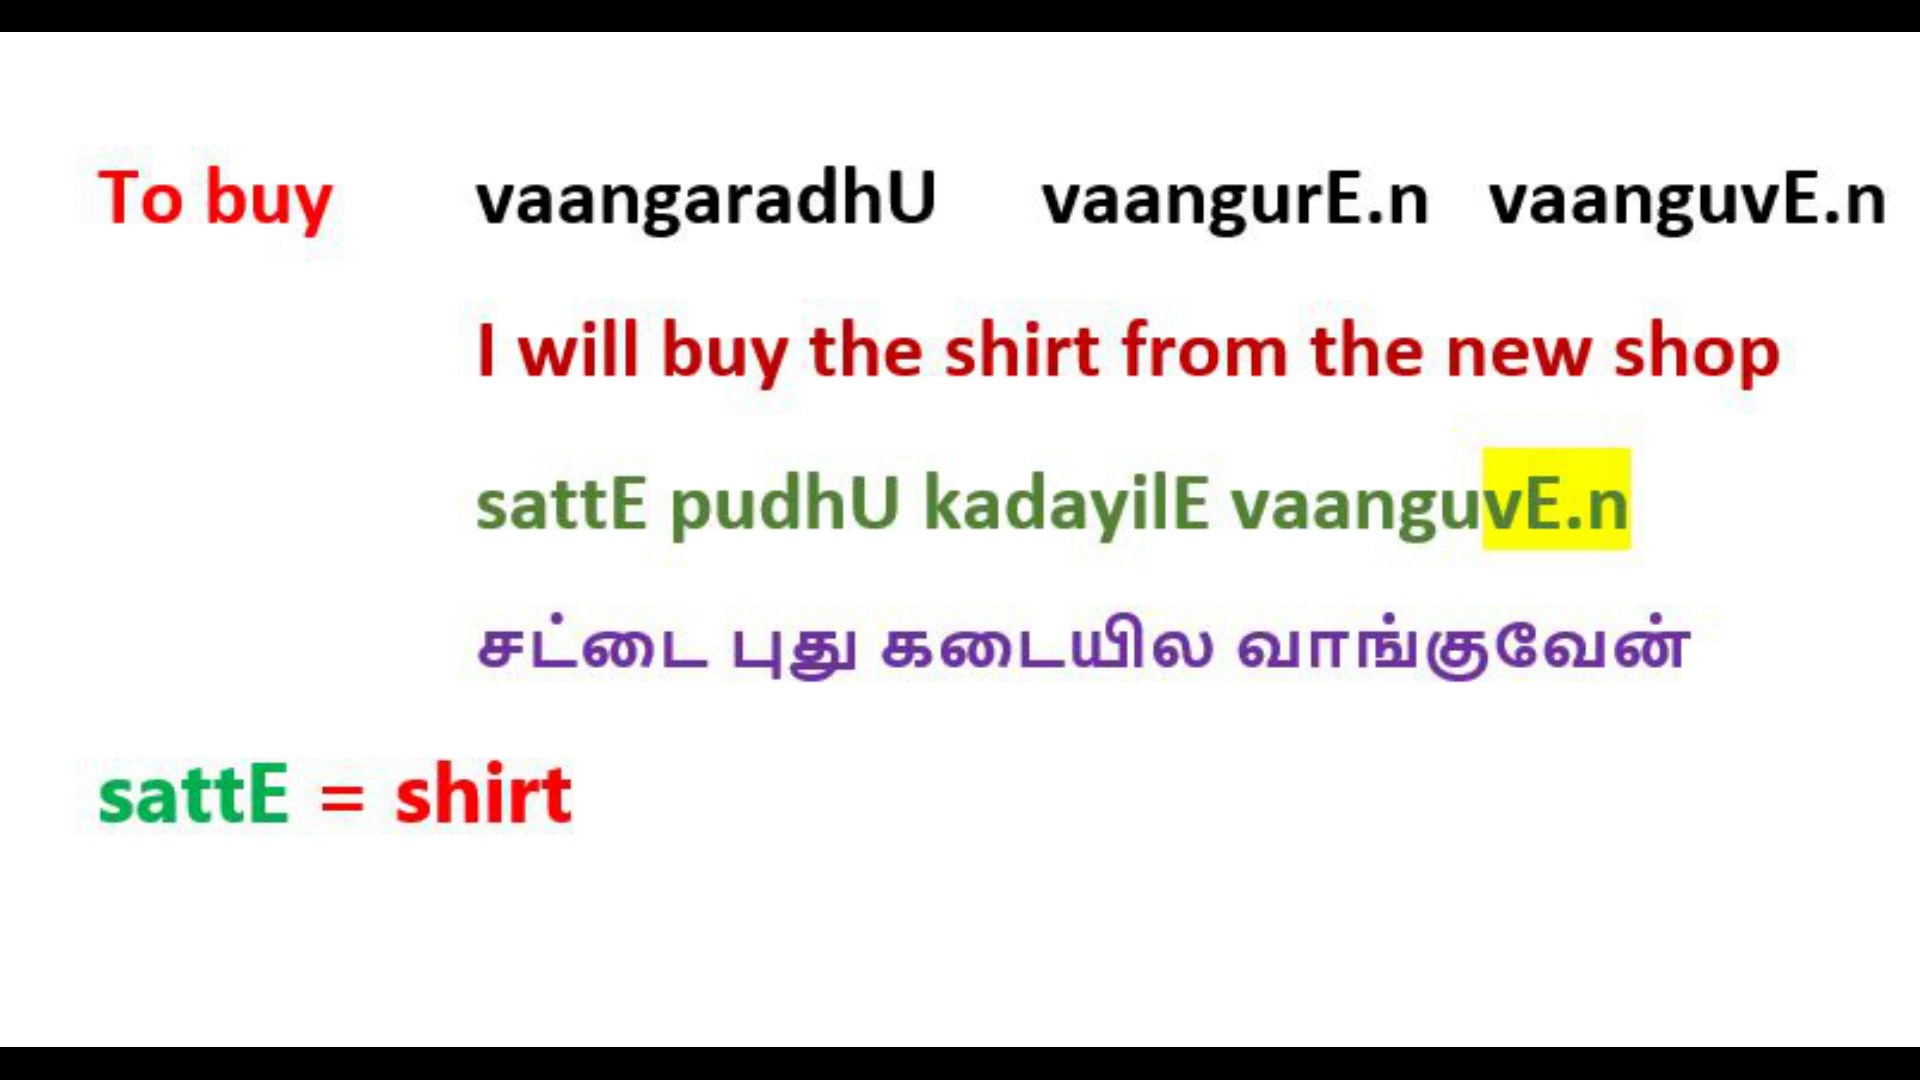 To buy vaangaradhU vaangurE.n vaanguvE.n
I will buy the shirt from the new shop
sattE pudhU kadayilE vaanguvE.n
சட்டை புது கடையில வாங்குவேன்
sattE = shirt